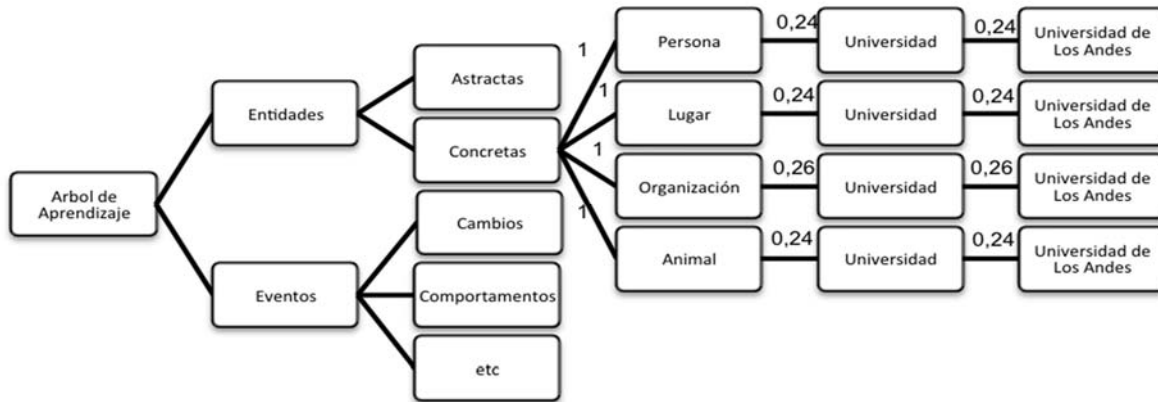 Persona
0,24
Universidad
0,24
Universidad de
Los Andes
1
Astractas
Entidades
1
Lugar
0,24
Universidad
0,24
Universidad de
Los Andes
Concretas
1
Organización
0,26
Universidad
0,26
Universidad de
Los Andes
Arbol de
Aprendizaje
1
Cambios
Animal
0,24
Universidad
0,24
Universidad de
Los Andes
Eventos
Comportamentos
etc